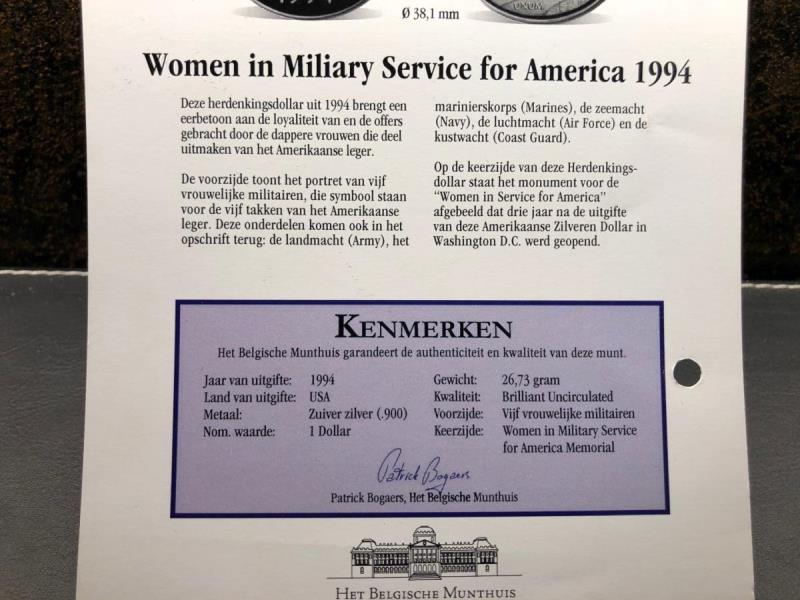 1994
Ø 38,1 mm
UNUM
Women in Miliary Service for America 1994
Deze herdenkingsdollar uit 1994 brengt een
eerbetoon aan de loyaliteit van en de offers
gebracht door de dappere vrouwen die deel
uitmaken van het Amerikaanse leger.
De voorzijde toont het portret van vijf
vrouwelijke militairen, die symbool staan
voor de vijf takken van het Amerikaanse
leger. Deze onderdelen komen ook in het
opschrift terug: de landmacht (Army), het
marinierskorps (Marines), de zeemacht
(Navy), de luchtmacht (Air Force) en de
kustwacht (Coast Guard).
Op de keerzijde van deze Herdenkings-
dollar staat het monument voor de
“Women in Service for America”
afgebeeld dat drie jaar na de uitgifte
van deze Amerikaanse Zilveren Dollar in
Washington D.C. werd geopend.
KENMERKEN
Het Belgische Munthuis garandeert de authenticiteit en kwaliteit van deze munt.
Jaar van uitgifte: 1994
Land van uitgifte: USA
Metaal: Zuiver zilver (.900)
Nom. waarde: 1 Dollar
Gewicht: 26,73 gram
Kwaliteit: Brilliant Uncirculated
Voorzijde: Vijf vrouwelijke militairen
Keerzijde: Women in Military Service
for America Memorial
Patrick Bogaers
Patrick Bogaers, Het Belgische Munthuis
HET BELGISCHE MUNTHUIS